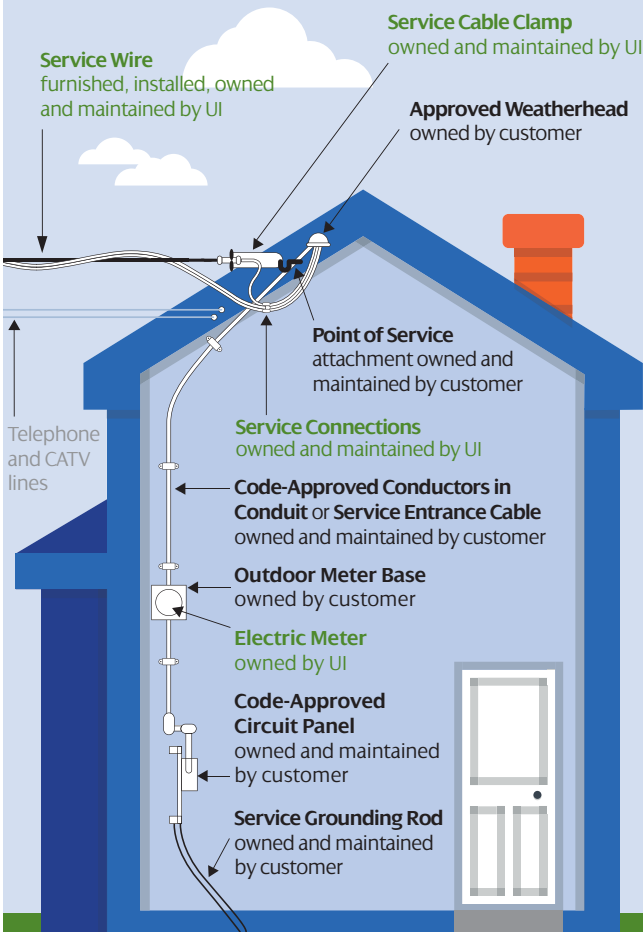 Service Cable Clamp
owned and maintained by UI
Service Wire
furnished, installed, owned
and maintained by UI
Approved Weatherhead
owned by customer
Point of Service
attachment owned and
maintained by customer
Telephone
and CATV
lines
Service Connections
owned and maintained by UI
Code-Approved Conductors in
Conduit or Service Entrance Cable
owned and maintained by customer
Outdoor Meter Base
owned by customer
Electric Meter
owned by UI
Code-Approved
Circuit Panel
owned and maintained
by customer
Service Grounding Rod
owned and maintained
by customer